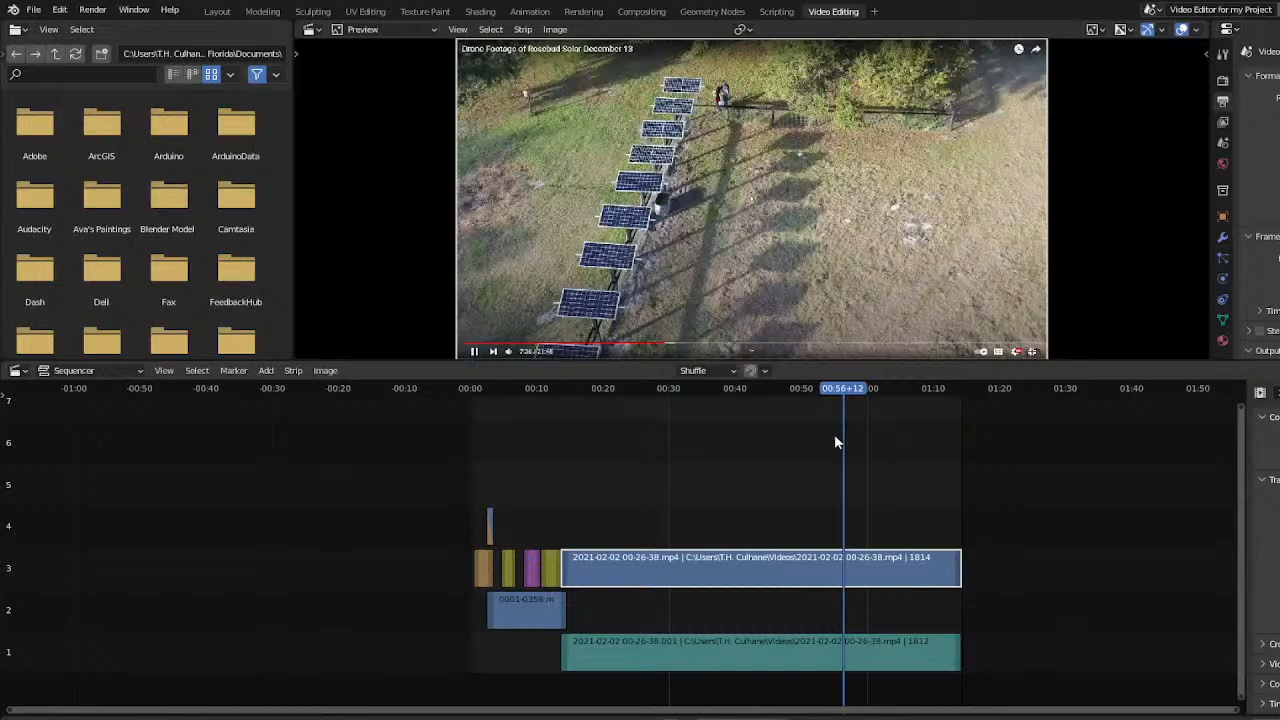 File Edit Render Window Help Layout Modeling Sculpting UV Editing Texture Paint Shading Animation Rendering Compositing Geometry Nodes Scripting Video Editing + Video Editor for my Project
View Select Preview View Select Strip Image
C:\Users\T.H. Culhan... Florida\Documents\
Drone Footage of Rosebud Solar December 13
Adobe ArcGIS Arduino ArduinoData
Audacity Ava's Paintings Blender Model Camtasia
Dash Dell Fax FeedbackHub
Sequencer View Select Marker Add Strip Image Shuffle
-01:00 -00:50 -00:40 -00:30 -00:20 -00:10 00:00 00:10 00:20 00:30 00:40 00:50 00:56+12 00 01:10 01:20 01:30 01:40 01:50
7
6
5
4
3 2021-02-02 00-26-38.mp4 | C:\Users\T.H. Culhane\Videos\2021-02-02 00-26-38.mp4 | 1814
2 0001-0356.m
1 2021-02-02 00-26-38.001 | C:\Users\T.H. Culhane\Videos\2021-02-02 00-26-38.mp4 | 1812